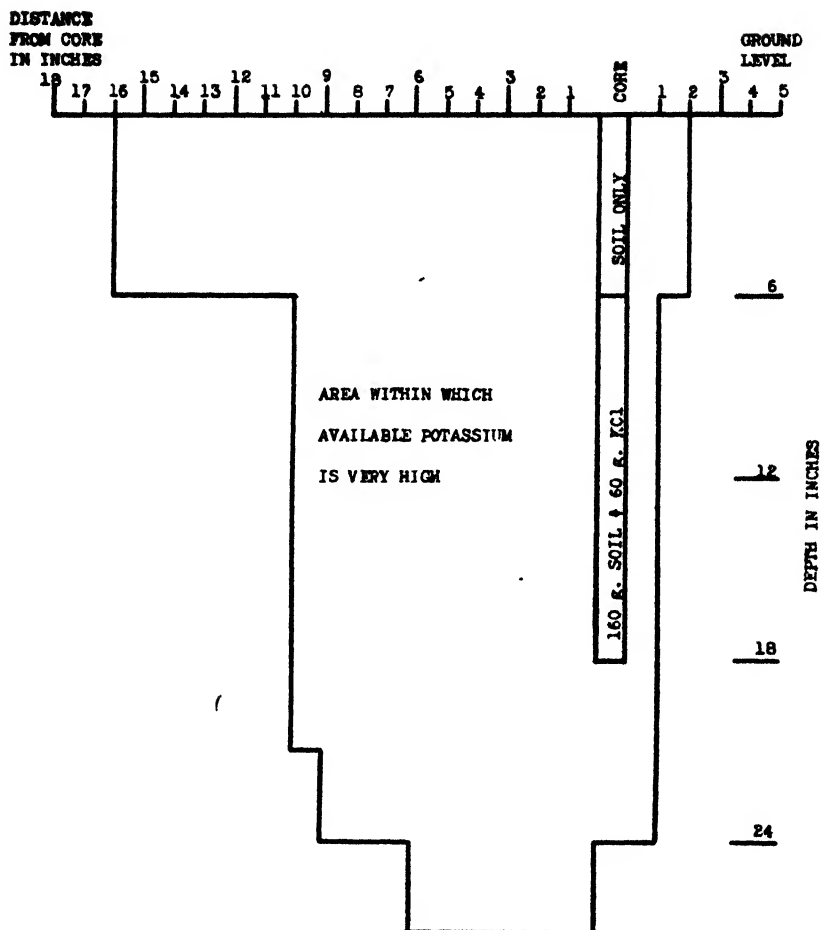 DISTANCE
FROM CORE
IN INCHES
GROUND
LEVEL
18 17 16 15 14 13 12 11 10 9 8 7 6 5 4 3 2 1 CORE 1 2 3 4 5
SOIL ONLY
6
AREA WITHIN WHICH
AVAILABLE POTASSIUM
IS VERY HIGH
160 g. SOIL + 60 g. KCl
12
DEPTH IN INCHES
18
24